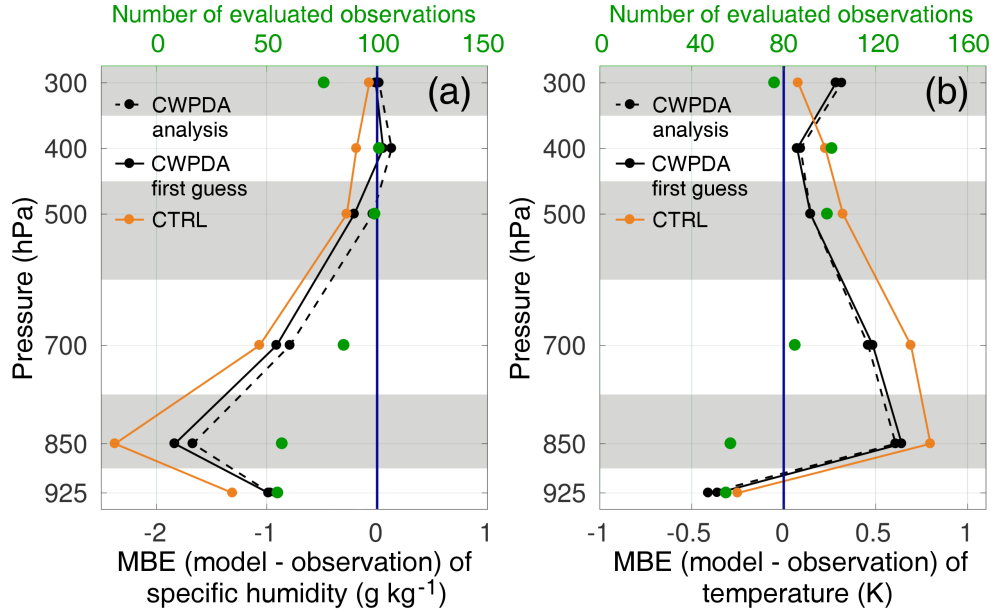 Number of evaluated observations
0 50 100 150
(a)
CWPDA
analysis
CWPDA
first guess
CTRL
Pressure (hPa)
300
400
500
700
850
925
-2 -1 0 1
MBE (model - observation) of
specific humidity (g kg-1)
Number of evaluated observations
0 40 80 120 160
(b)
CWPDA
analysis
CWPDA
first guess
CTRL
Pressure (hPa)
300
400
500
700
850
925
-1 -0.5 0 0.5 1
MBE (model - observation) of
temperature (K)